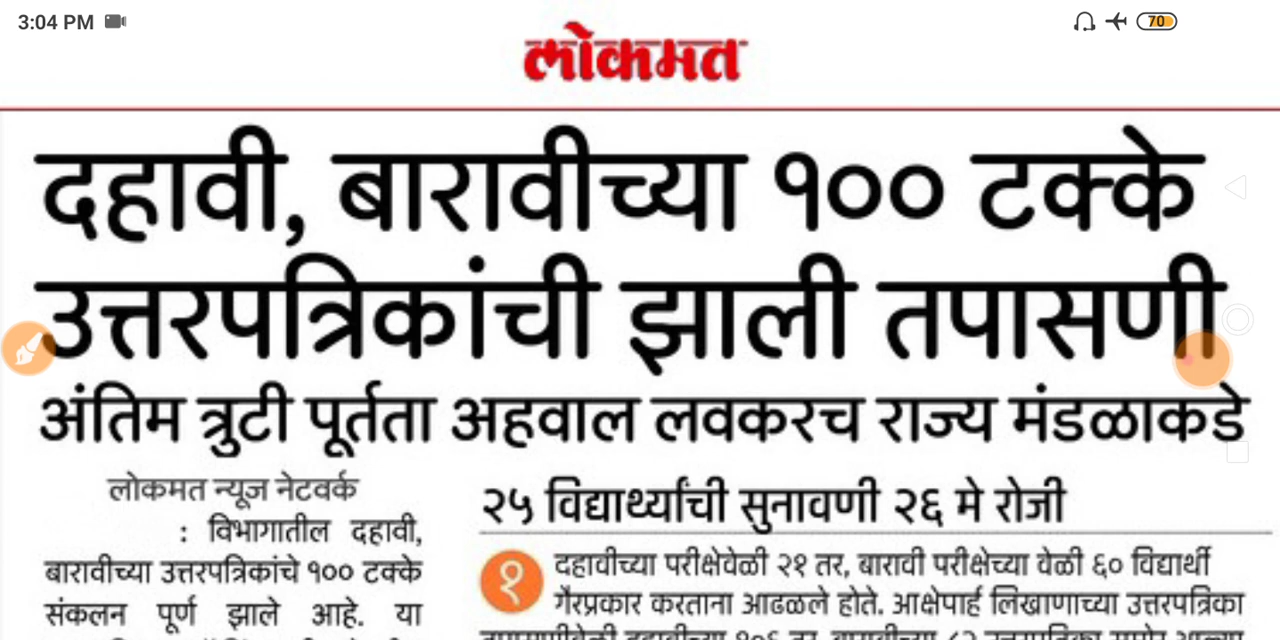 3:04 PM
70
लोकमत
दहावी, बारावीच्या १०० टक्के
उत्तरपत्रिकांची झाली तपासणी
अंतिम त्रुटी पूर्तता अहवाल लवकरच राज्य मंडळाकडे
लोकमत न्यूज नेटवर्क
: विभागातील दहावी,
बारावीच्या उत्तरपत्रिकांचे १०० टक्के
संकलन पूर्ण झाले आहे. या
२५ विद्यार्थ्यांची सुनावणी २६ मे रोजी
१
दहावीच्या परीक्षेवेळी २१ तर, बारावी परीक्षेच्या वेळी ६० विद्यार्थी
गैरप्रकार करताना आढळले होते. आक्षेपार्ह लिखाणाच्या उत्तरपत्रिका